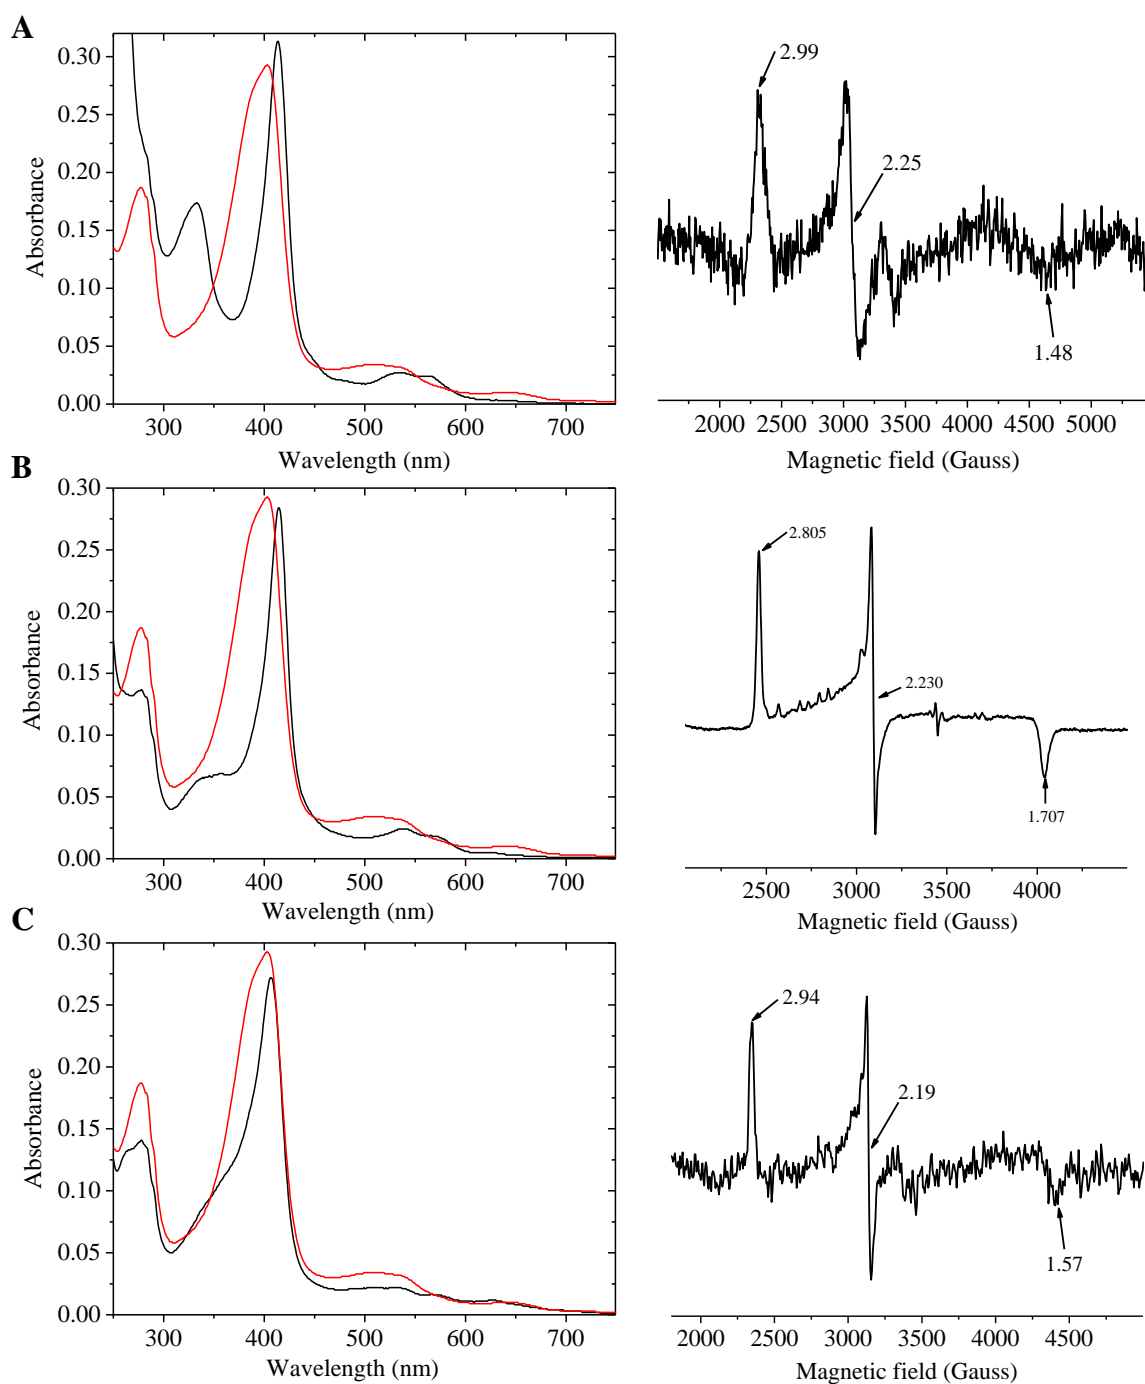 A
0.30
0.25
0.20
0.15
0.10
0.05
0.00
Absorbance
300 400 500 600 700
Wavelength (nm)
2.99
2.25
1.48
2000 2500 3000 3500 4000 4500 5000
Magnetic field (Gauss)
B
0.30
0.25
0.20
0.15
0.10
0.05
0.00
Absorbance
300 400 500 600 700
Wavelength (nm)
2.805
2.230
1.707
2500 3000 3500 4000
Magnetic field (Gauss)
C
0.30
0.25
0.20
0.15
0.10
0.05
0.00
Absorbance
300 400 500 600 700
Wavelength (nm)
2.94
2.19
1.57
2000 2500 3000 3500 4000 4500
Magnetic field (Gauss)